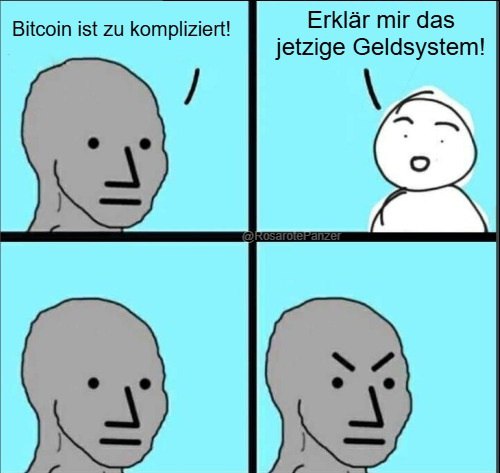 Bitcoin ist zu kompliziert!
Erklär mir das
jetzige Geldsystem!
@RosarotePanzer